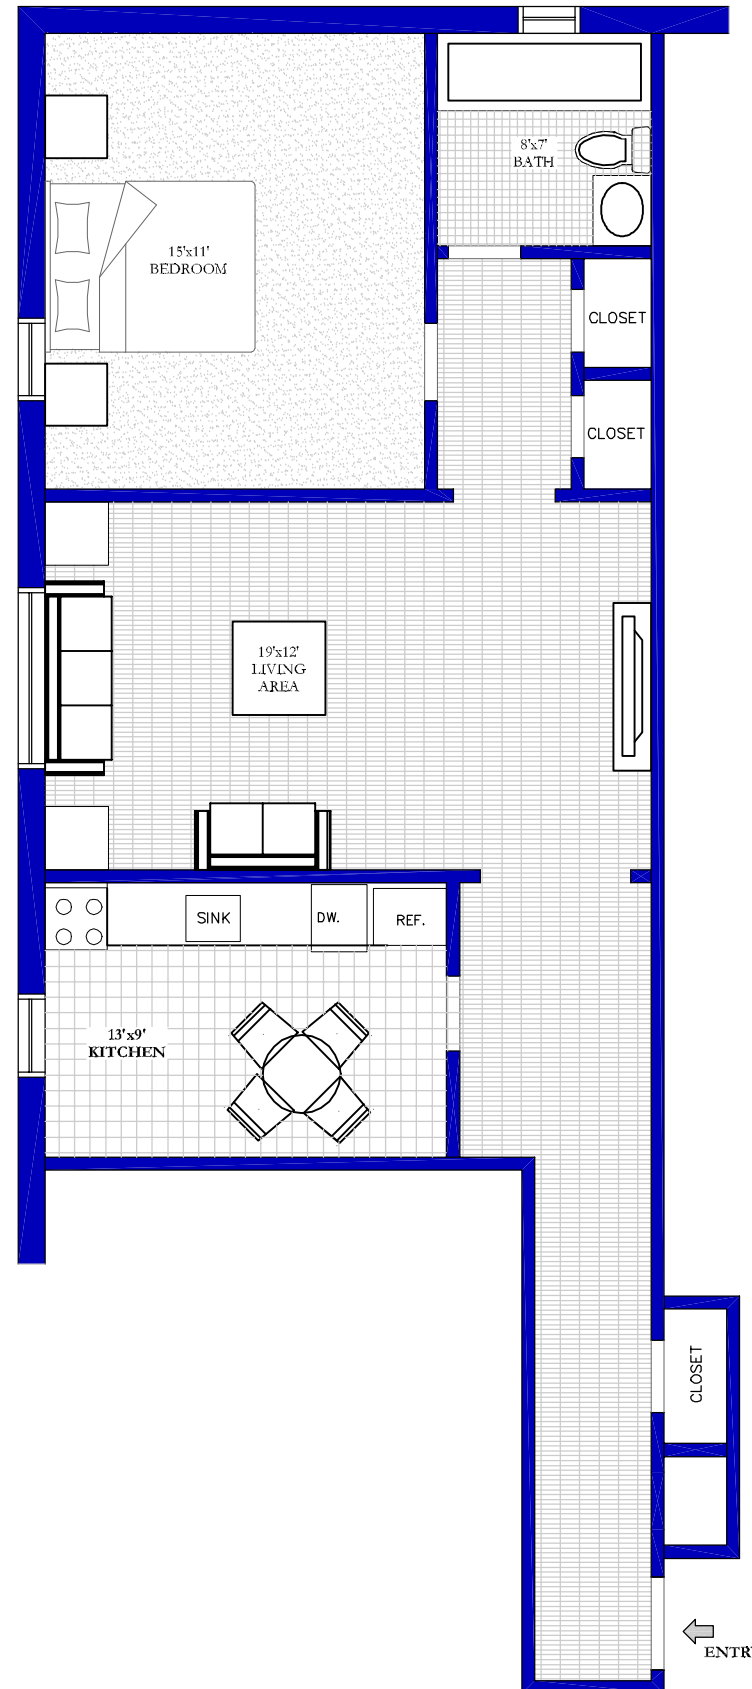 8'x7'
BATH
15'x11'
BEDROOM
CLOSET
CLOSET
19'x12'
LIVING
AREA
SINK
DW.
REF.
13'x9'
KITCHEN
CLOSET
ENTR